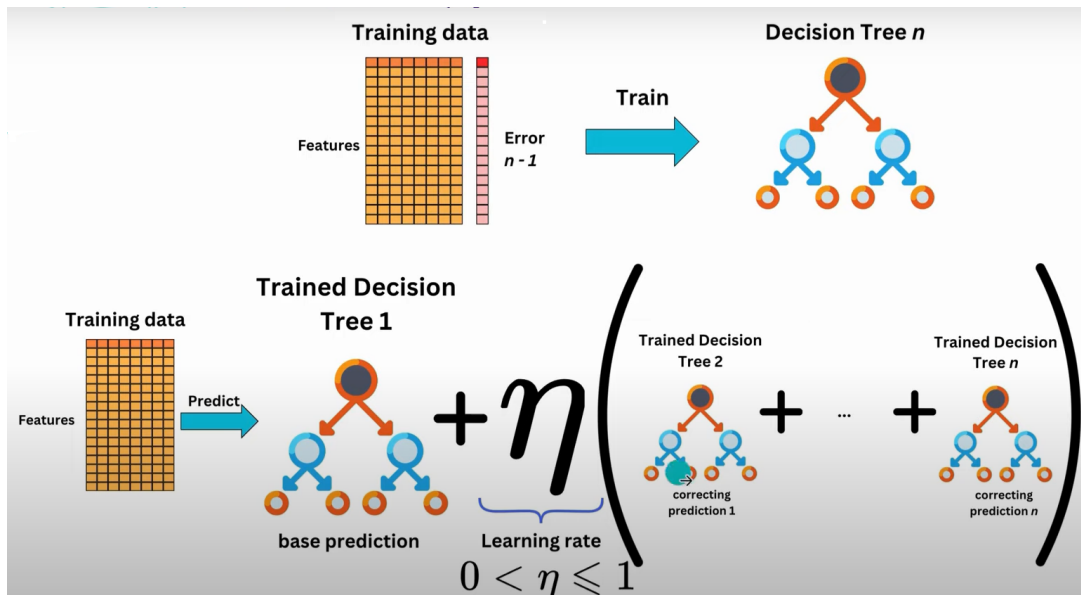 Training data
Decision Tree n
Train
Features
Error
n - 1
Trained Decision
Tree 1
Training data
Features
Predict
base prediction
+
η
Learning rate
0 < η ⩽ 1
(
Trained Decision
Tree 2
correcting
prediction 1
+
...
+
Trained Decision
Tree n
correcting
prediction n
)